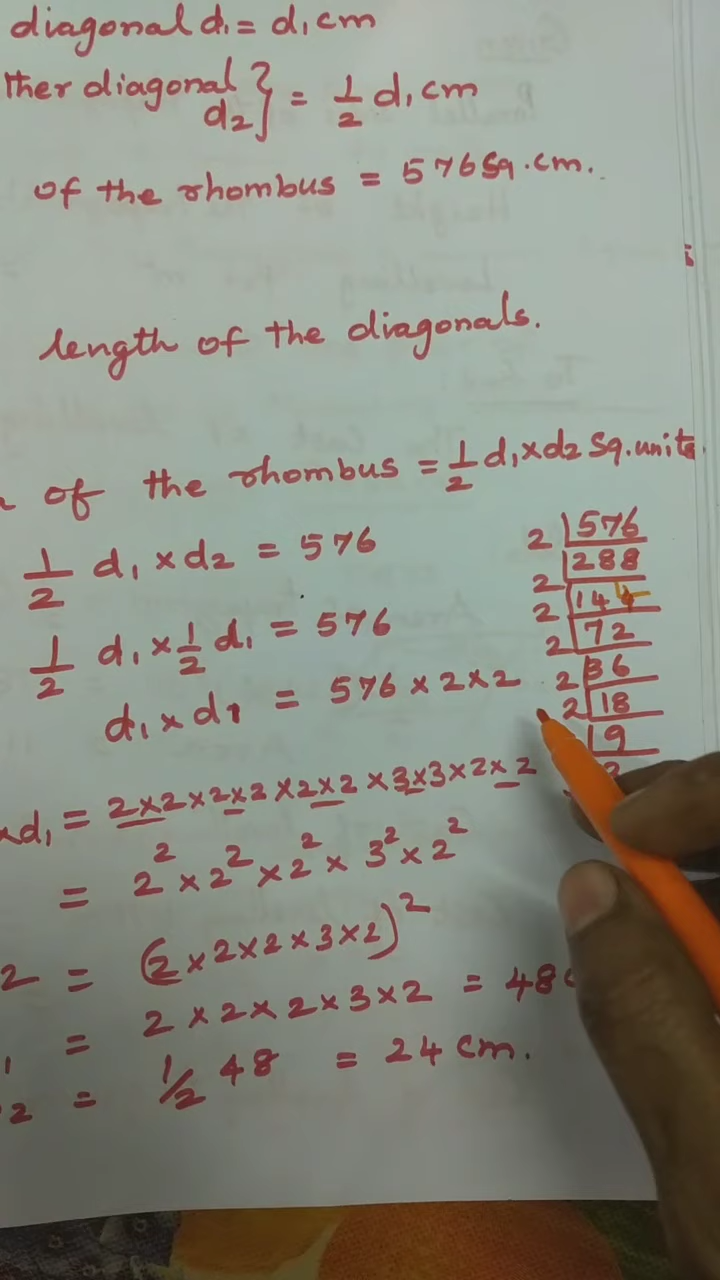 diagonal d₁ = d₁ cm
ther diagonal d₂ } = 1/2 d₁ cm
of the rhombus = 576 Sq.cm.
length of the diagonals.
of the rhombus = 1/2 d₁ x d₂ Sq.units.
1/2 d₁ x d₂ = 576
1/2 d₁ x 1/2 d₁ = 576
d₁ x d₁ = 576 x 2 x 2
x d₁ = 2 x 2 x 2 x 2 x 2 x 2 x 3 x 3 x 2 x 2
= 2² x 2² x 2² x 3² x 2²
2 = (2 x 2 x 2 x 3 x 2)²
1 = 2 x 2 x 2 x 3 x 2 = 48
2 = 1/2 48 = 24 cm.
2 | 576
2 | 288
2 | 144
2 | 72
2 | 36
2 | 18
| 9